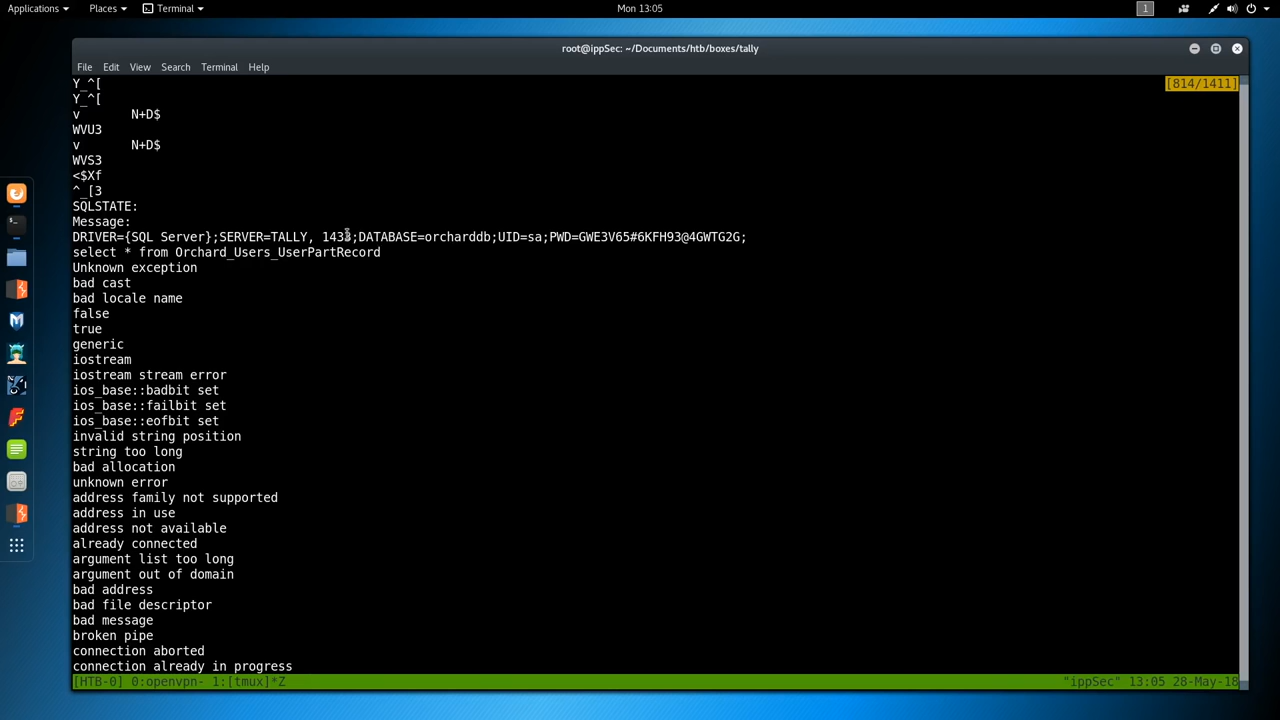 Applications Places Terminal Mon 13:05 1
root@ippSec: ~/Documents/htb/boxes/tally
File Edit View Search Terminal Help
Y_^[ [814/1411]
Y_^[
v N+D$
WVU3
v N+D$
WVS3
<$Xf
^_[3
SQLSTATE:
Message:
DRIVER={SQL Server};SERVER=TALLY, 1433;DATABASE=orcharddb;UID=sa;PWD=GWE3V65#6KFH93@4GWTG2G;
select * from Orchard_Users_UserPartRecord
Unknown exception
bad cast
bad locale name
false
true
generic
iostream
iostream stream error
ios_base::badbit set
ios_base::failbit set
ios_base::eofbit set
invalid string position
string too long
bad allocation
unknown error
address family not supported
address in use
address not available
already connected
argument list too long
argument out of domain
bad address
bad file descriptor
bad message
broken pipe
connection aborted
connection already in progress
[HTB-0] 0:openvpn- 1:[tmux]*Z "ippSec" 13:05 28-May-18